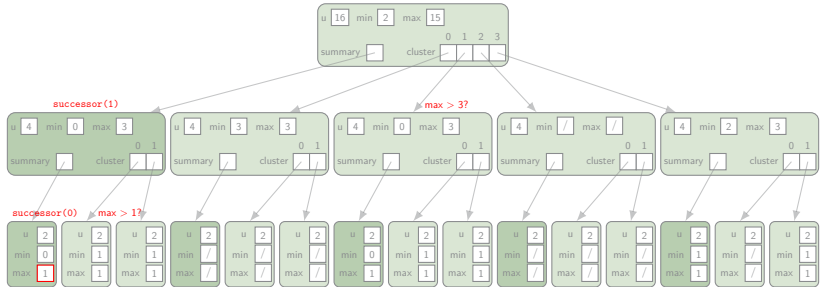 u 16 min 2 max 15
0 1 2 3
summary cluster
successor(1) max > 3?
u 4 min 0 max 3 u 4 min 3 max 3 u 4 min 0 max 3 u 4 min / max / u 4 min 2 max 3
0 1 0 1 0 1 0 1 0 1
summary cluster summary cluster summary cluster summary cluster summary cluster
successor(0) max > 1?
u 2 u 2 u 2 u 2 u 2 u 2 u 2 u 2 u 2 u 2 u 2 u 2 u 2 u 2 u 2
min 0 min 1 min 1 min / min / min / min 0 min 1 min 1 min / min / min / min 1 min / min 0
max 1 max 1 max 1 max / max / max / max 1 max 1 max 1 max / max / max / max 1 max / max 1